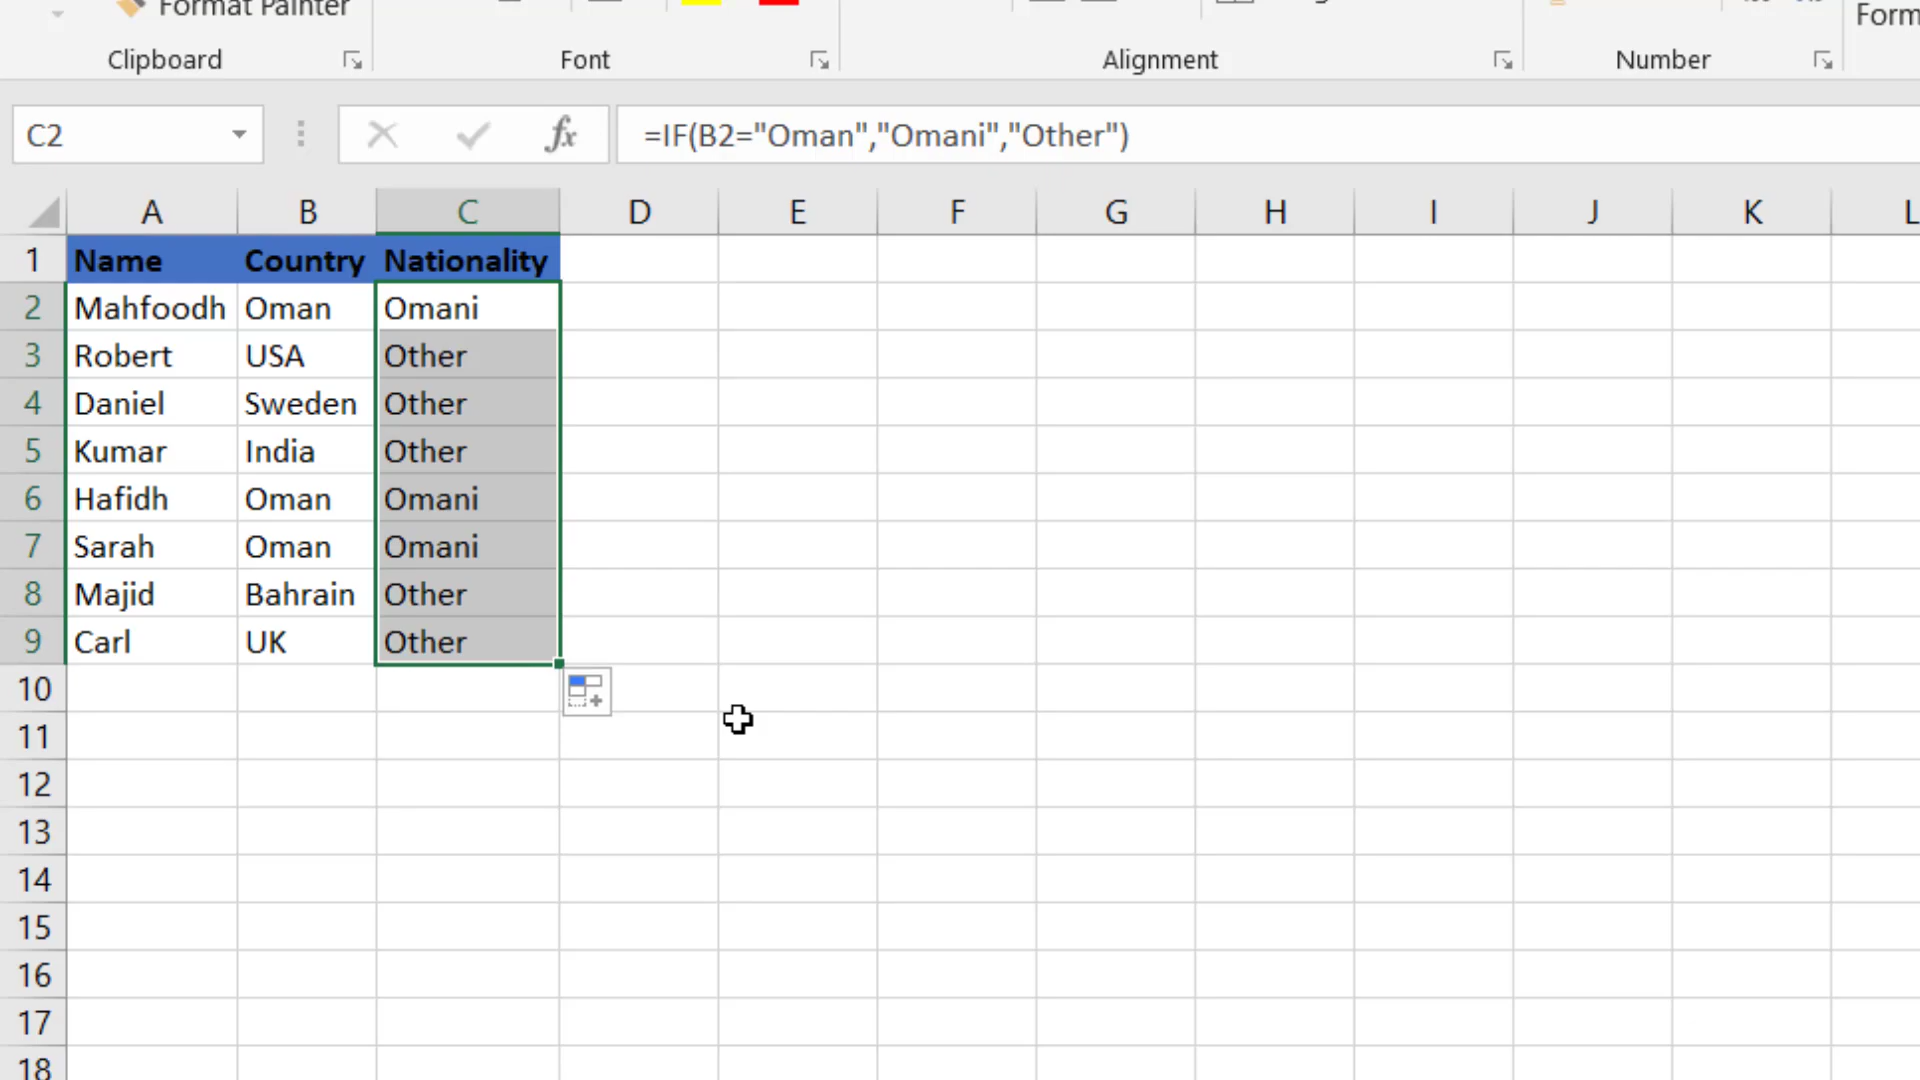 Format Painter
Form
Clipboard Font Alignment Number
C2 fx =IF(B2="Oman","Omani","Other")
A B C D E F G H I J K L
1 Name Country Nationality
2 Mahfoodh Oman Omani
3 Robert USA Other
4 Daniel Sweden Other
5 Kumar India Other
6 Hafidh Oman Omani
7 Sarah Oman Omani
8 Majid Bahrain Other
9 Carl UK Other
10
11
12
13
14
15
16
17
18